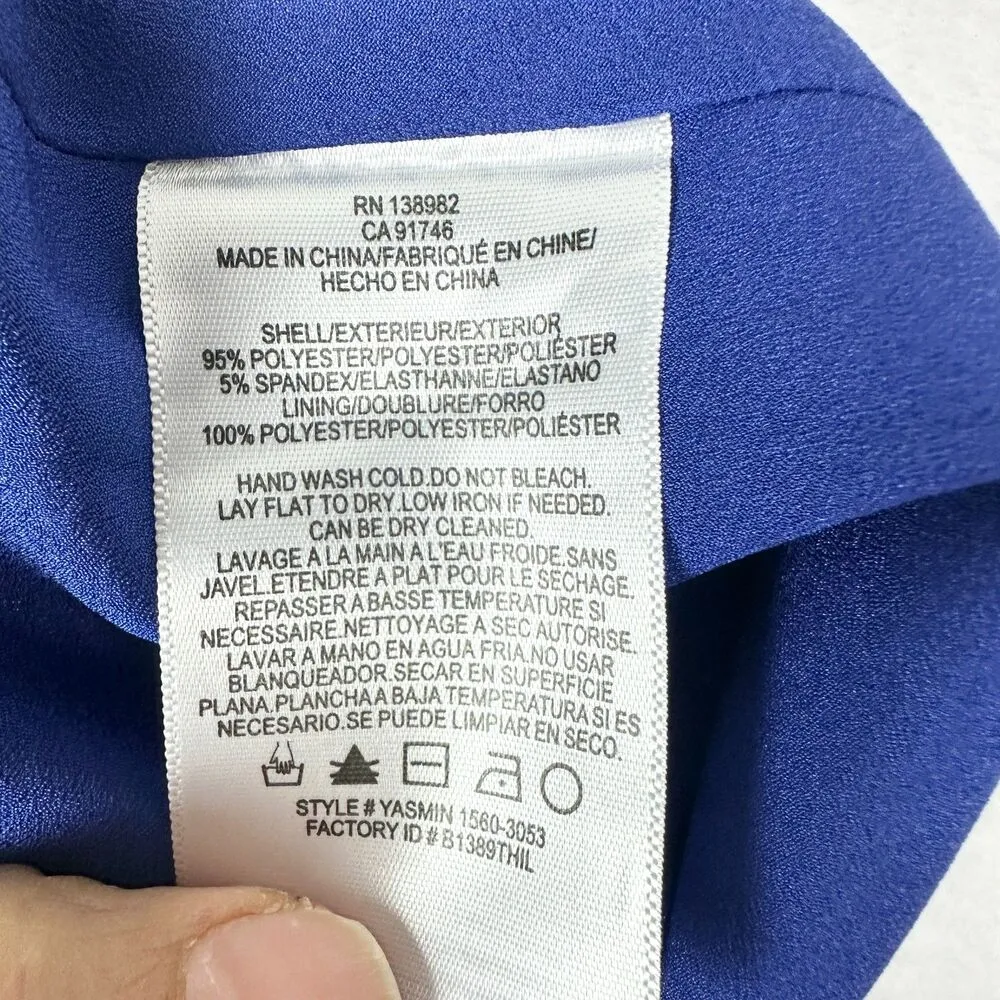 RN 138982
CA 91746
MADE IN CHINA/FABRIQUÉ EN CHINE/
HECHO EN CHINA
SHELL/EXTERIEUR/EXTERIOR
95% POLYESTER/POLYESTER/POLIÉSTER
5% SPANDEX/ELASTHANNE/ELASTANO
LINING/DOUBLURE/FORRO
100% POLYESTER/POLYESTER/POLIÉSTER
HAND WASH COLD.DO NOT BLEACH.
LAY FLAT TO DRY.LOW IRON IF NEEDED.
CAN BE DRY CLEANED.
LAVAGE A LA MAIN A L'EAU FROIDE.SANS
JAVEL.ETENDRE A PLAT POUR LE SECHAGE.
REPASSER A BASSE TEMPERATURE SI
NECESSAIRE.NETTOYAGE A SEC AUTORISE.
LAVAR A MANO EN AGUA FRIA.NO USAR
BLANQUEADOR.SECAR EN SUPERFICIE
PLANA.PLANCHA A BAJA TEMPERATURA SI ES
NECESARIO.SE PUEDE LIMPIAR EN SECO.
STYLE # YASMIN 1560-3053
FACTORY ID # B1389THIL